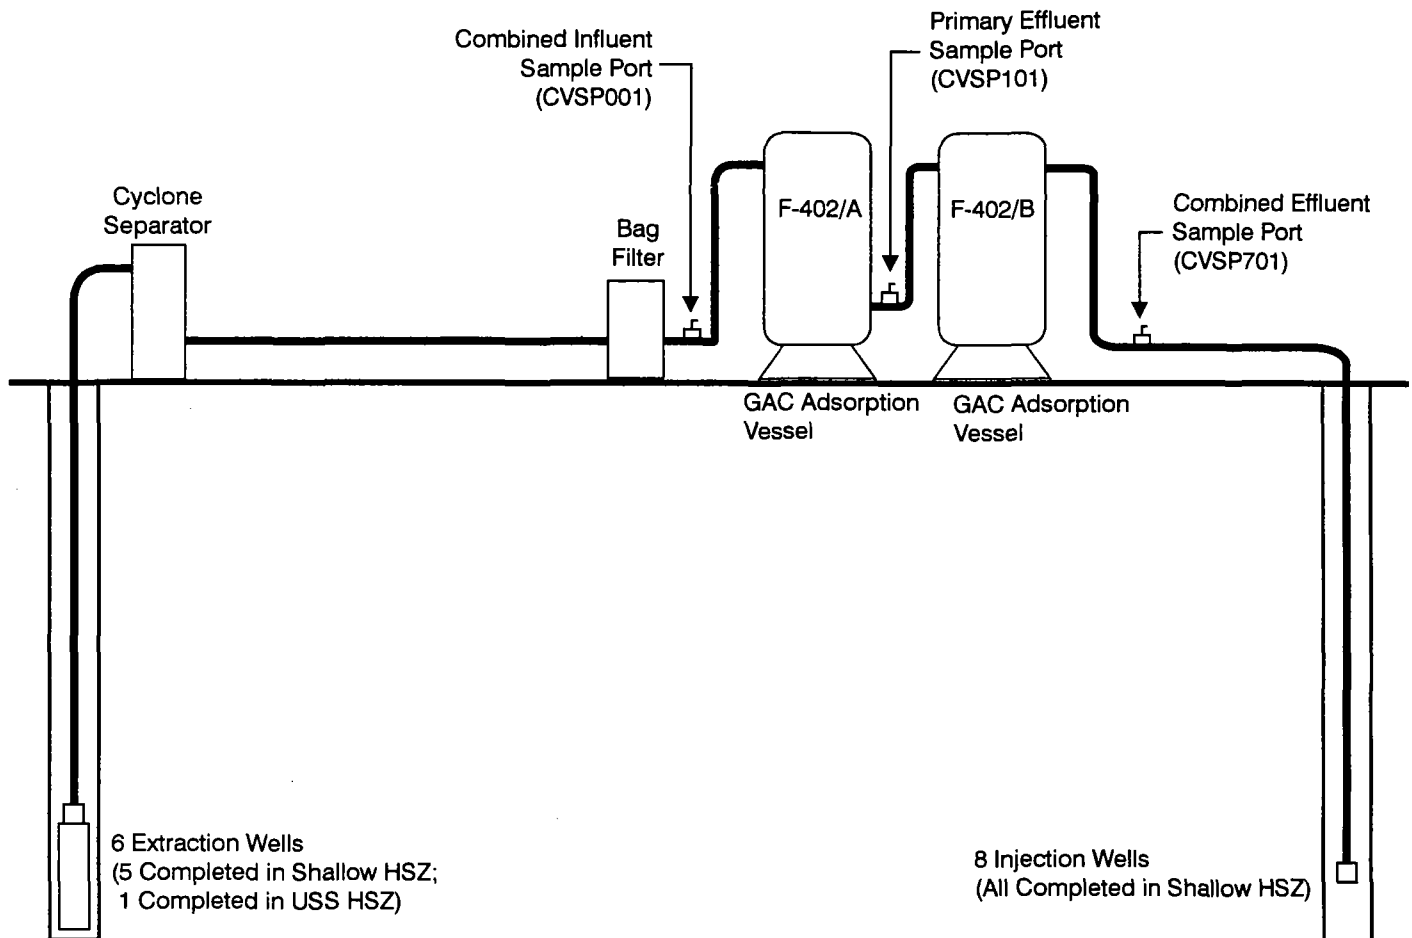 Combined Influent
Sample Port
(CVSP001)
Primary Effluent
Sample Port
(CVSP101)
Cyclone
Separator
Bag
Filter
F-402/A
F-402/B
Combined Effluent
Sample Port
(CVSP701)
GAC Adsorption
Vessel
GAC Adsorption
Vessel
6 Extraction Wells
(5 Completed in Shallow HSZ;
1 Completed in USS HSZ)
8 Injection Wells
(All Completed in Shallow HSZ)